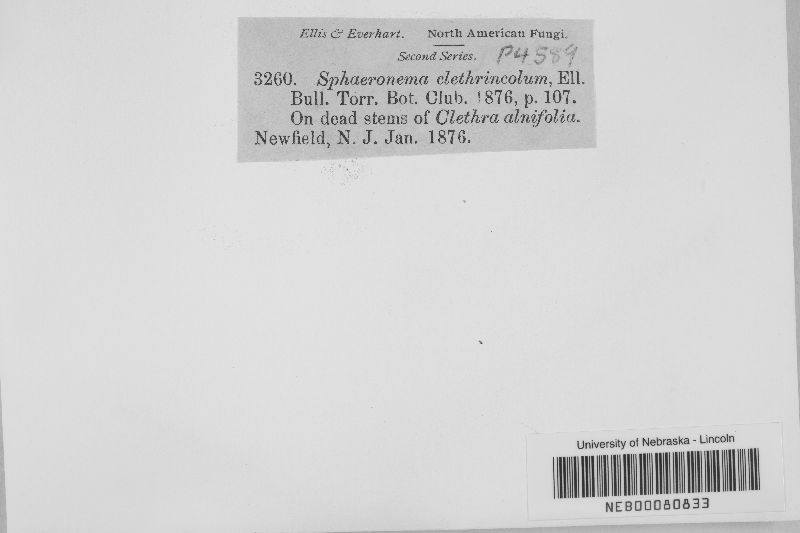 Ellis & Everhart. North American Fungi.
Second Series. P4589
3260. Sphaeronema clethrincolum, Ell.
Bull. Torr. Bot. Club. 1876, p. 107.
On dead stems of Clethra alnifolia.
Newfield, N. J. Jan. 1876.
University of Nebraska - Lincoln
NEB00080833